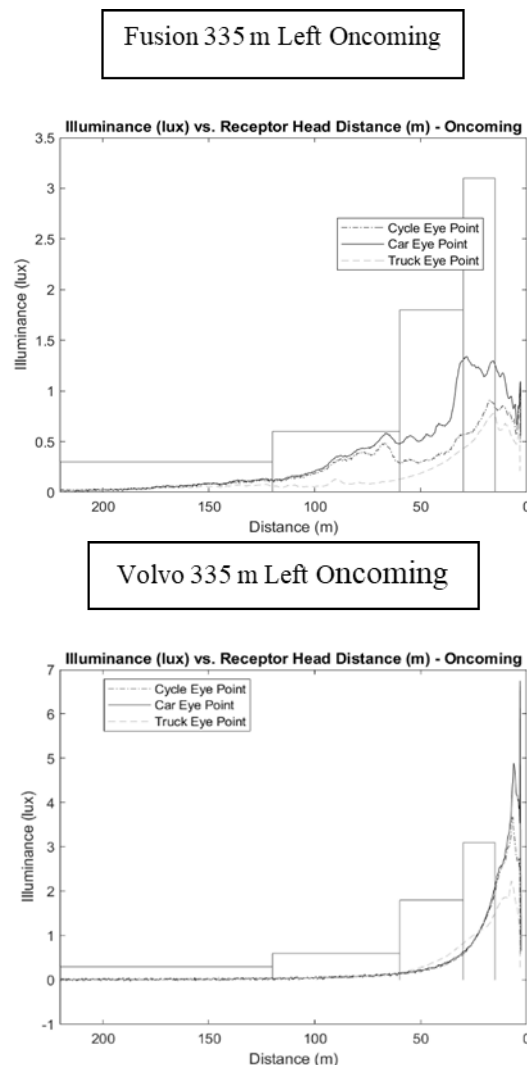 Fusion 335 m Left Oncoming
Illuminance (lux) vs. Receptor Head Distance (m) - Oncoming
3.5
3
2.5
2
1.5
1
0.5
0
Illuminance (lux)
Cycle Eye Point
Car Eye Point
Truck Eye Point
200 150 100 50 0
Distance (m)
Volvo 335 m Left Oncoming
Illuminance (lux) vs. Receptor Head Distance (m) - Oncoming
7
6
5
4
3
2
1
0
-1
Illuminance (lux)
Cycle Eye Point
Car Eye Point
Truck Eye Point
200 150 100 50 0
Distance (m)